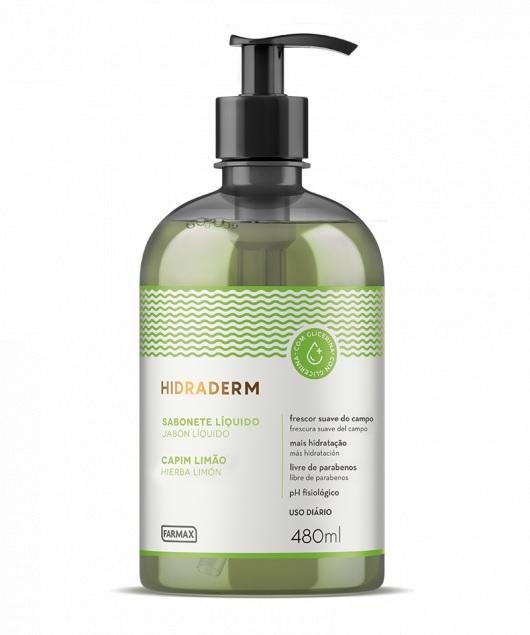 COM GLICERINA • CON GLICERINA •
HIDRADERM
SABONETE LÍQUIDO
JABÓN LÍQUIDO
CAPIM LIMÃO
HIERBA LIMÓN
FARMAX
frescor suave do campo
frescura suave del campo
mais hidratação
más hidratación
livre de parabenos
libre de parabenos
pH fisiológico
USO DIÁRIO
480ml